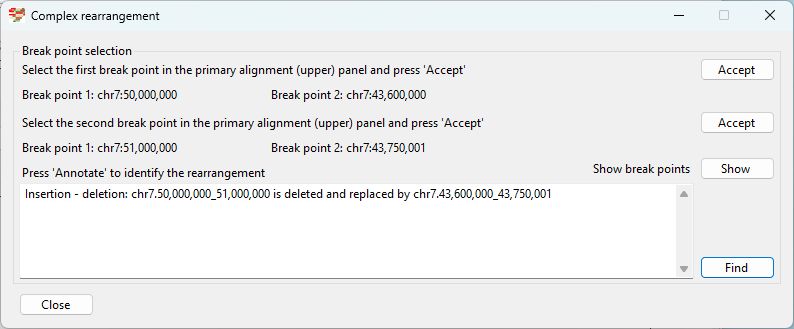 Complex rearrangement
Break point selection
Select the first break point in the primary alignment (upper) panel and press 'Accept'
Accept
Break point 1: chr7:50,000,000 Break point 2: chr7:43,600,000
Select the second break point in the primary alignment (upper) panel and press 'Accept'
Accept
Break point 1: chr7:51,000,000 Break point 2: chr7:43,750,001
Press 'Annotate' to identify the rearrangement
Show break points
Show
Insertion - deletion: chr7.50,000,000_51,000,000 is deleted and replaced by chr7.43,600,000_43,750,001
Find
Close